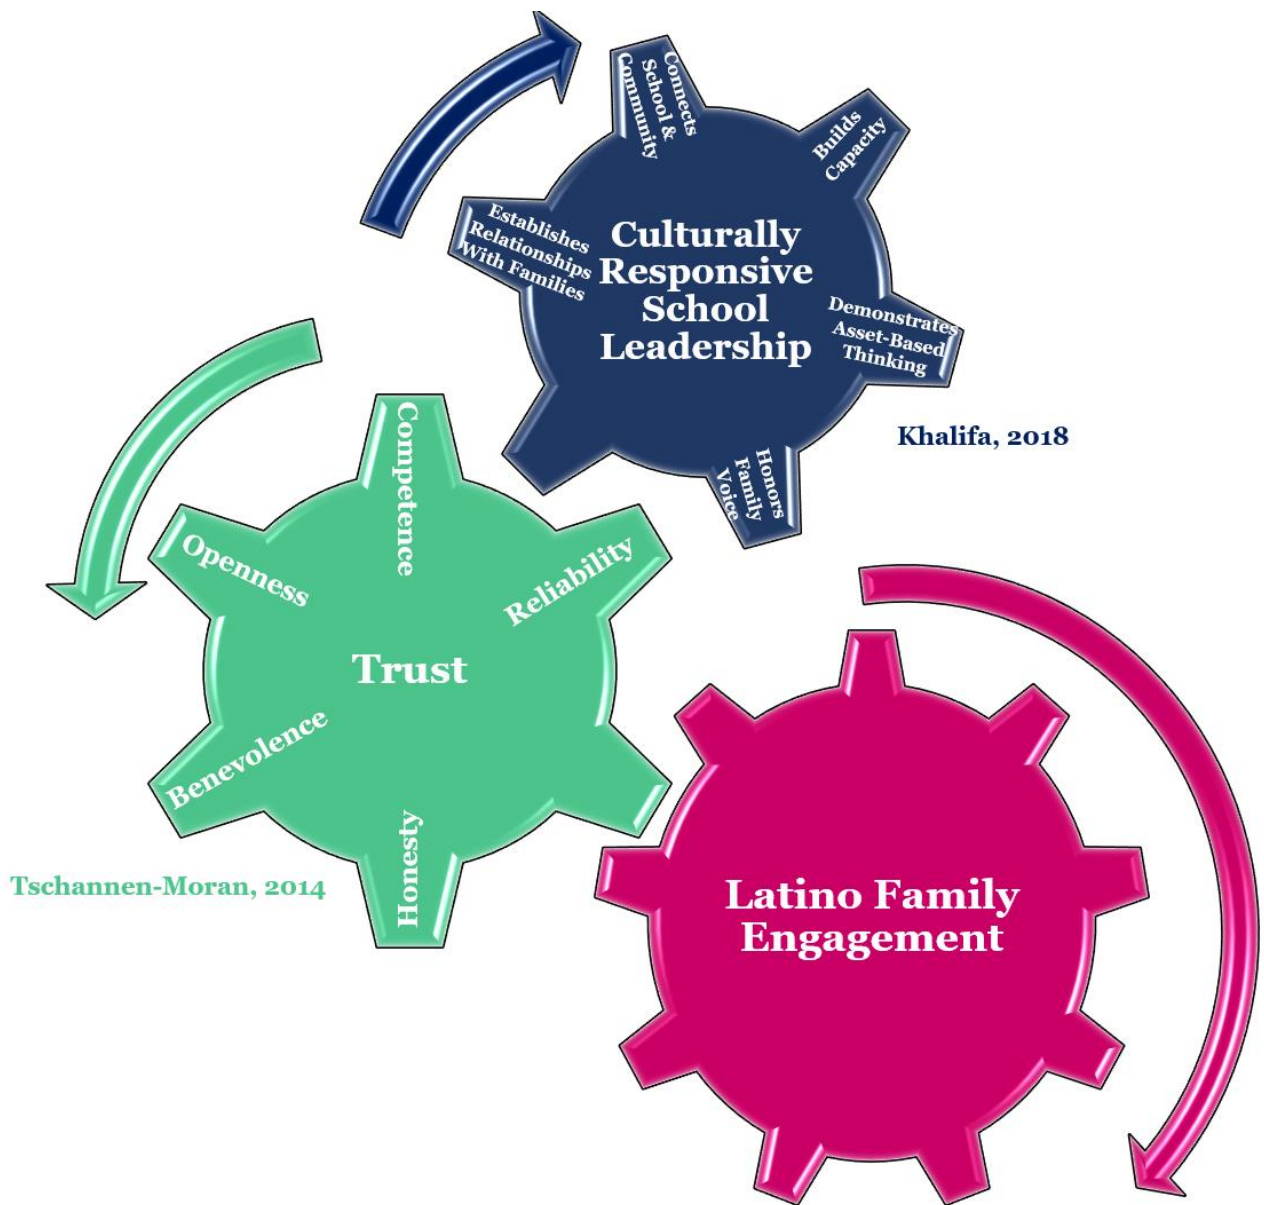 Connects
School &
Community
Builds
Capacity
Establishes
Relationships
With Families
Culturally
Responsive
School
Leadership
Demonstrates
Asset-Based
Thinking
Honors
Family
Voice
Khalifa, 2018
Competence
Openness
Reliability
Trust
Benevolence
Honesty
Tschannen-Moran, 2014
Latino Family
Engagement